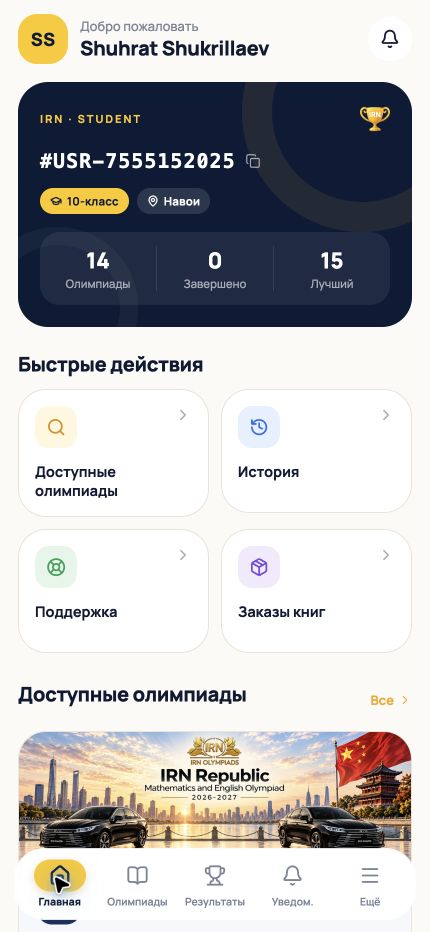 SS
Добро пожаловать
Shuhrat Shukrillaev
IRN · STUDENT
IRN
#USR-7555152025
10-класс
Навои
14
0
15
Олимпиады
Завершено
Лучший
Быстрые действия
Доступные
олимпиады
История
Поддержка
Заказы книг
Доступные олимпиады
Все
IRN
IRN OLYMPIADS
IRN Republic
Mathematics and English Olympiad
2026-2027
Главная
Олимпиады
Результаты
Уведом.
Ещё